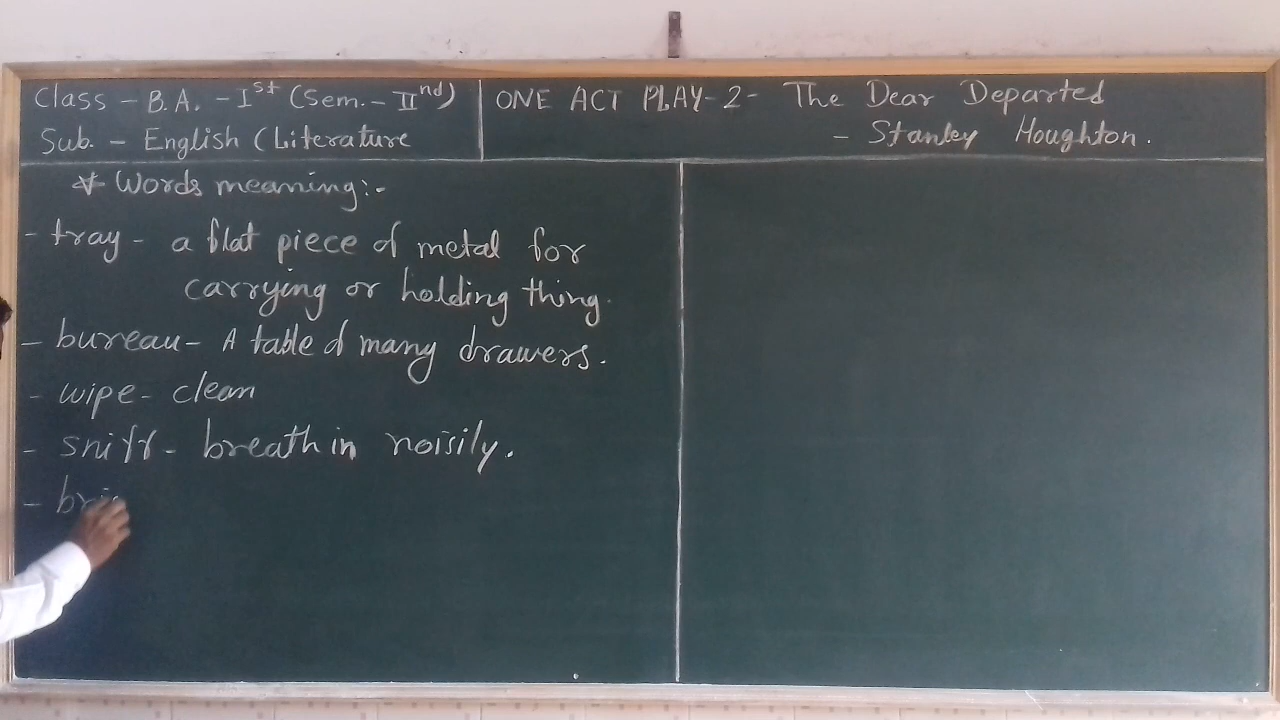 Class - B.A. - Ist (Sem. - IInd)
Sub. - English (Literature
ONE ACT PLAY-2- The Dear Departed
- Stanley Houghton.
Words meaning:-
- tray - a flat piece of metal for
carrying or holding thing.
- bureau - A table of many drawers.
- wipe - clean
- sniff - breath in noisily.
- bri